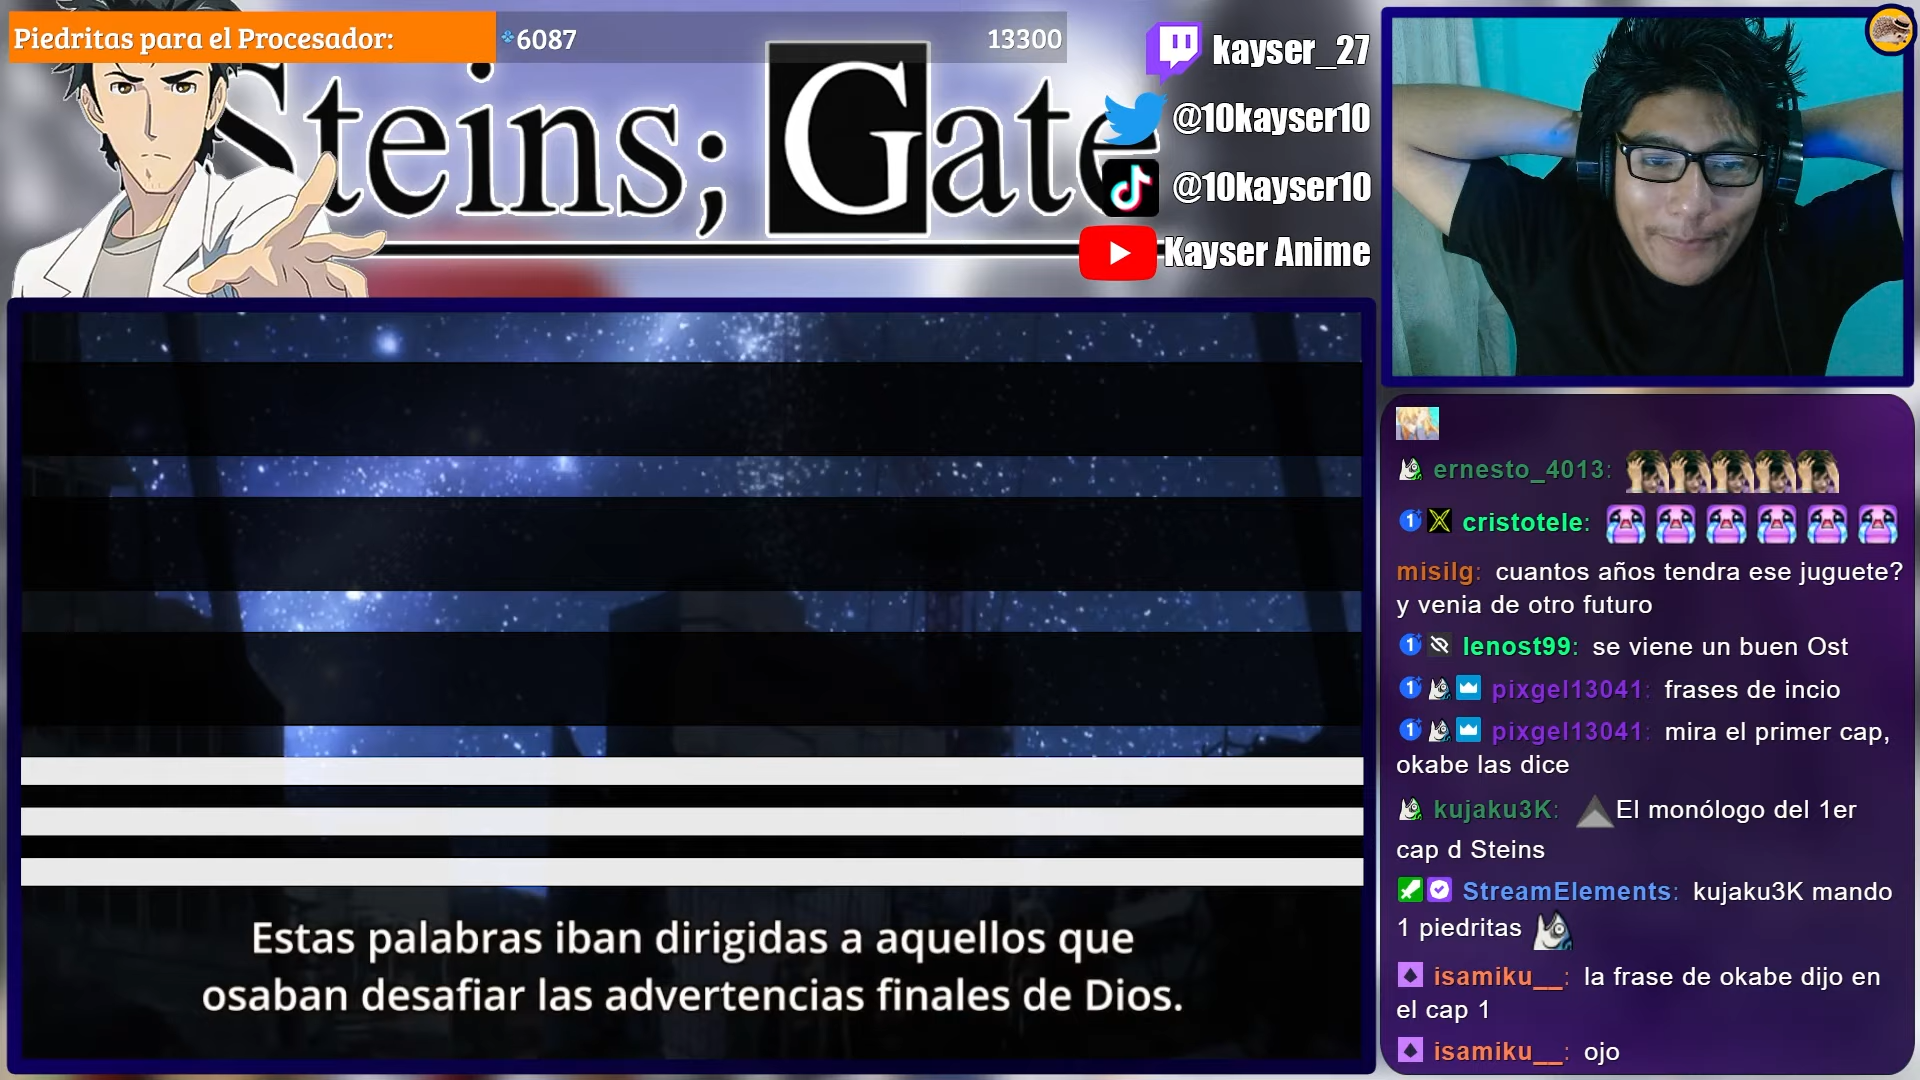 Piedritas para el Procesador:
6087
13300
Steins;Gate
kayser_27
@10kayser10
@10kayser10
Kayser Anime
Estas palabras iban dirigidas a aquellos que
osaban desafiar las advertencias finales de Dios.
ernesto_4013:
cristotele:
misilg: cuantos años tendra ese juguete?
y venia de otro futuro
lenost99: se viene un buen Ost
pixgel13041: frases de incio
pixgel13041: mira el primer cap,
okabe las dice
kujaku3K: El monólogo del 1er
cap d Steins
StreamElements: kujaku3K mando
1 piedritas
isamiku__: la frase de okabe dijo en
el cap 1
isamiku__: ojo